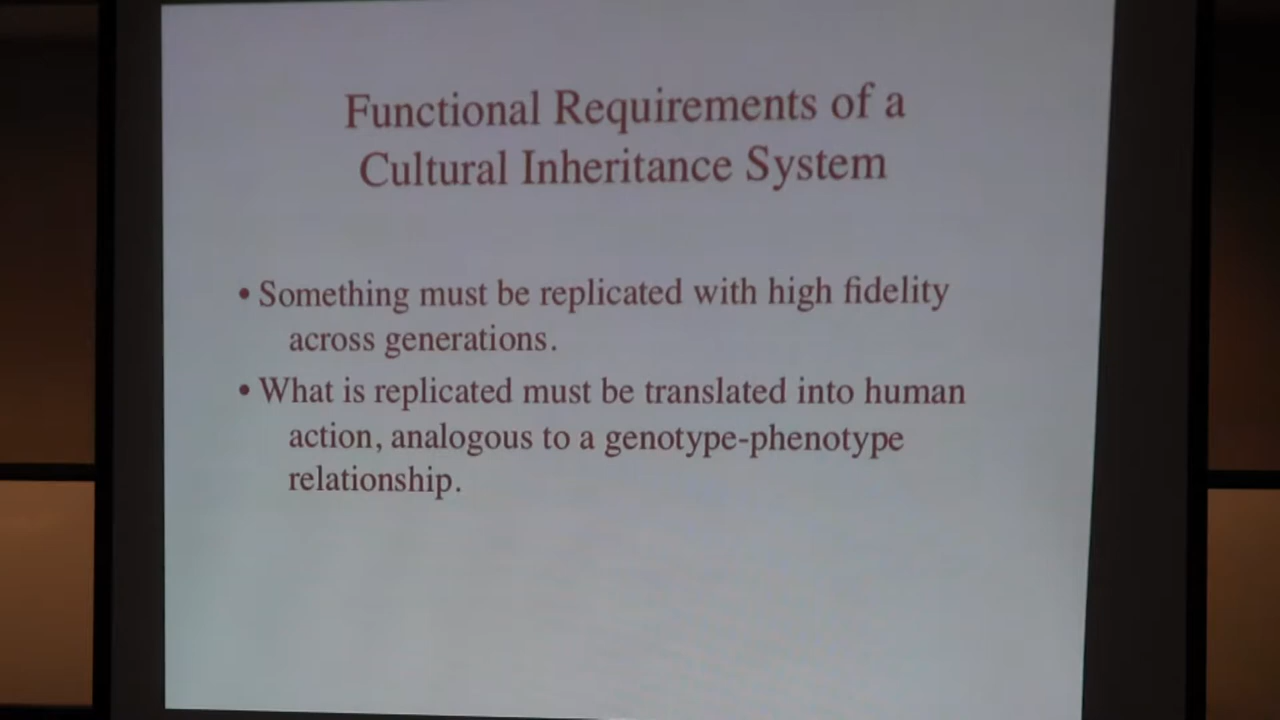 Functional Requirements of a
Cultural Inheritance System
• Something must be replicated with high fidelity
across generations.
• What is replicated must be translated into human
action, analogous to a genotype-phenotype
relationship.